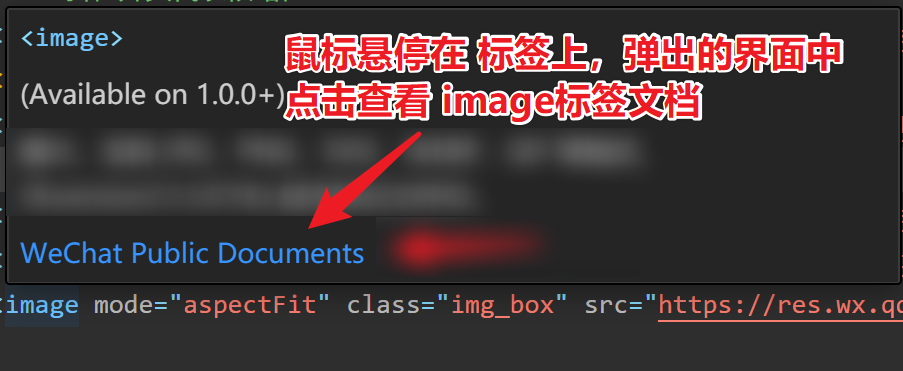 <image>
鼠标悬停在 标签上，弹出的界面中
(Available on 1.0.0+)
点击查看 image标签文档
WeChat Public Documents
<image mode="aspectFit" class="img_box" src="https://res.wx.qq